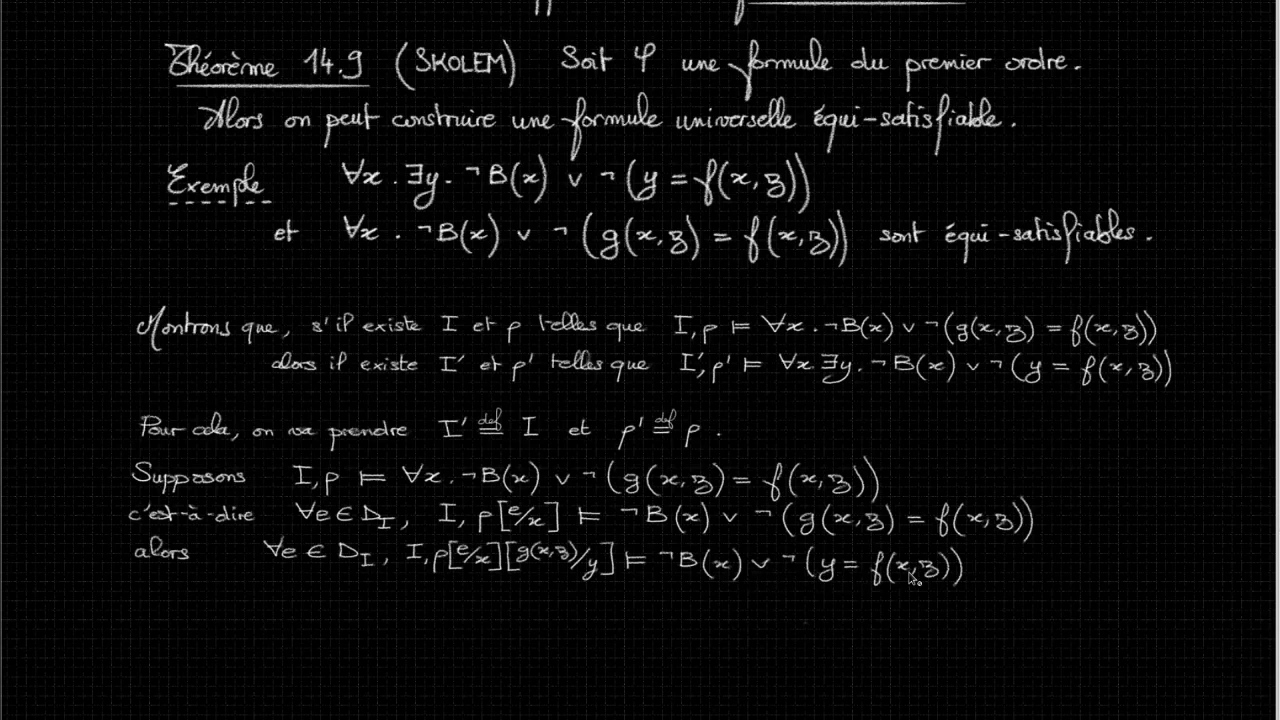 Théorème 14.9 (SKOLEM) Soit φ une formule du premier ordre.
Alors on peut construire une formule universelle équi-satisfiable.
Exemple ∀x.∃y.¬B(x) ∨ ¬(y = f(x,z))
et ∀x.¬B(x) ∨ ¬(g(x,z) = f(x,z)) sont équi-satisfiables.
Montrons que, s'il existe I et ρ telles que I,ρ ⊨ ∀x.¬B(x) ∨ ¬(g(x,z) = f(x,z))
alors il existe I' et ρ' telles que I',ρ' ⊨ ∀x.∃y.¬B(x) ∨ ¬(y = f(x,z))
Pour cela, on va prendre I' ≝ I et ρ' ≝ ρ.
Supposons I,ρ ⊨ ∀x.¬B(x) ∨ ¬(g(x,z) = f(x,z))
c'est-à-dire ∀e ∈ D_I, I,ρ[e/x] ⊨ ¬B(x) ∨ ¬(g(x,z) = f(x,z))
alors ∀e ∈ D_I, I,ρ[e/x][g(x,z)/y] ⊨ ¬B(x) ∨ ¬(y = f(x,z))